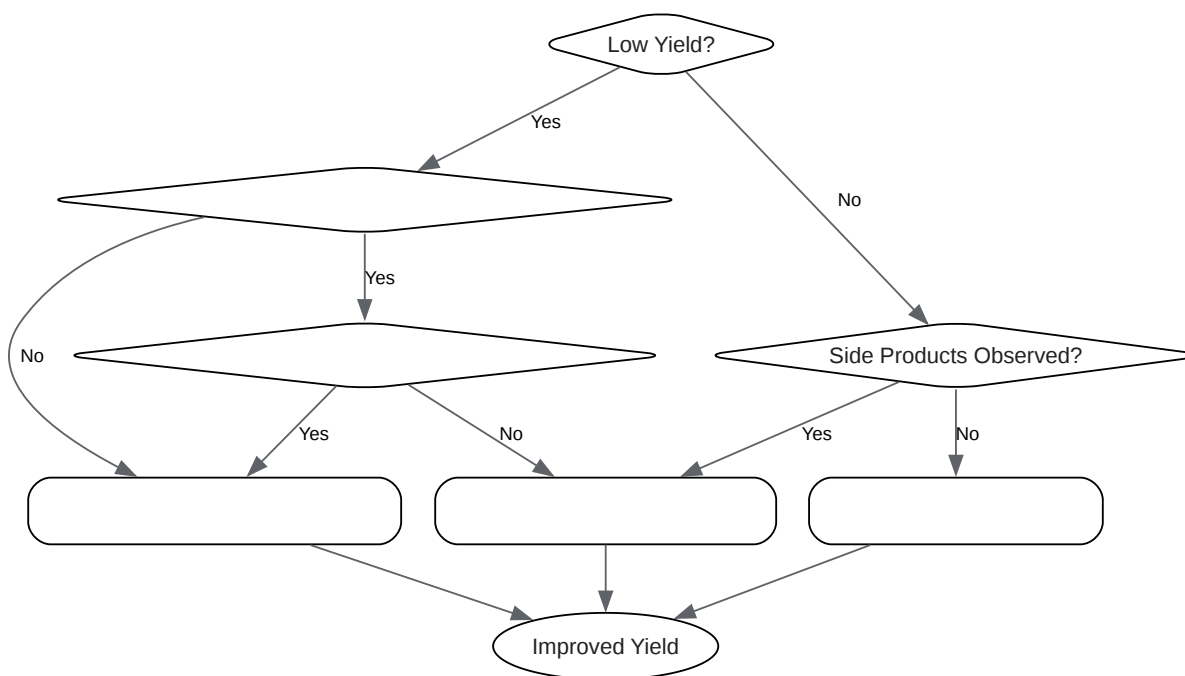 Low Yield?
Yes
No
Yes
No
Side Products Observed?
Yes
No
Yes
No
Improved Yield